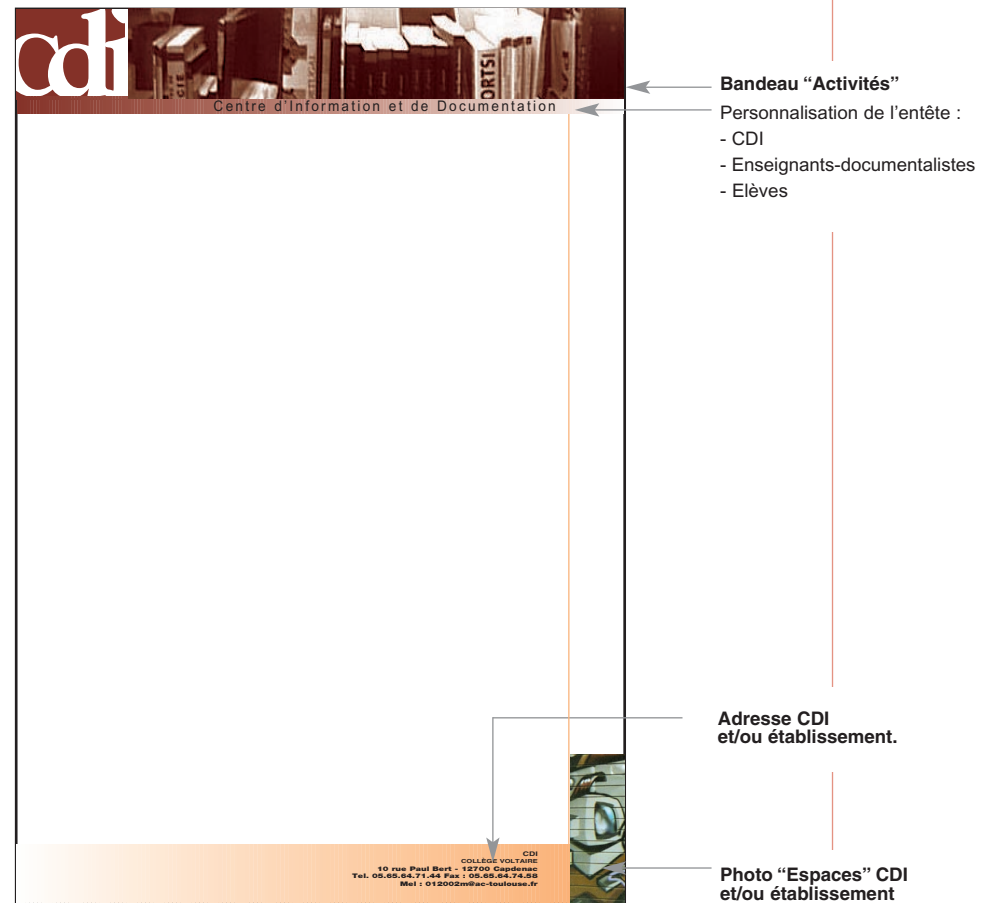 cdi
ORTSI
Centre d'Information et de Documentation
Bandeau “Activités”
Personnalisation de l’entête :
- CDI
- Enseignants-documentalistes
- Elèves
Adresse CDI
et/ou établissement.
CDI
COLLÈGE VOLTAIRE
10 rue Paul Bert - 12700 Capdenac
Tel. 05.65.64.71.44 Fax : 05.65.64.74.58
Mel : 012002m@ac-toulouse.fr
Photo “Espaces” CDI
et/ou établissement